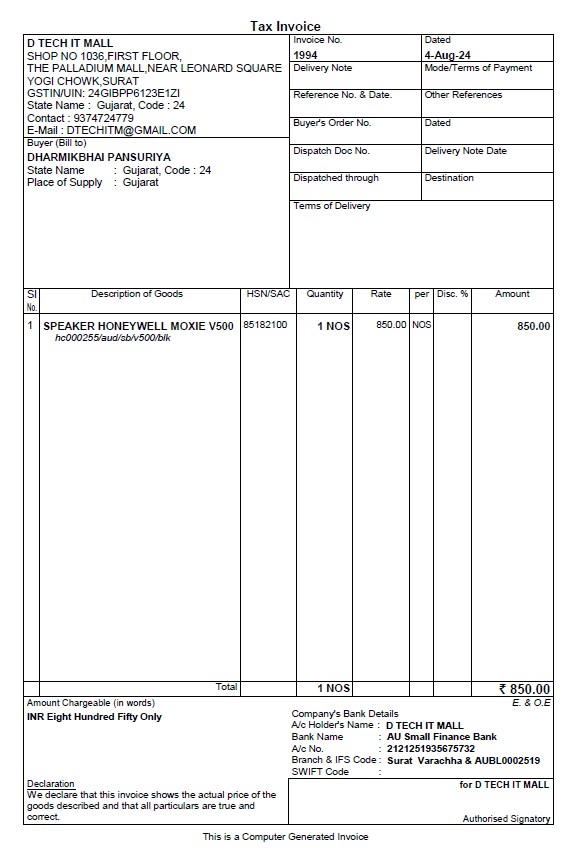 Tax Invoice
D TECH IT MALL
SHOP NO 1036,FIRST FLOOR,
THE PALLADIUM MALL,NEAR LEONARD SQUARE
YOGI CHOWK,SURAT
GSTIN/UIN: 24GIBPP6123E1ZI
State Name : Gujarat, Code : 24
Contact : 9374724779
E-Mail : DTECHITM@GMAIL.COM
Buyer (Bill to)
DHARMIKBHAI PANSURIYA
State Name : Gujarat, Code : 24
Place of Supply : Gujarat
Invoice No. Dated
1994 4-Aug-24
Delivery Note Mode/Terms of Payment
Reference No. & Date. Other References
Buyer's Order No. Dated
Dispatch Doc No. Delivery Note Date
Dispatched through Destination
Terms of Delivery
Sl No. Description of Goods HSN/SAC Quantity Rate per Disc. % Amount
1 SPEAKER HONEYWELL MOXIE V500 85182100 1 NOS 850.00 NOS 850.00
hc000255/aud/sb/v500/blk
Total 1 NOS ₹ 850.00
Amount Chargeable (in words) E. & O.E
INR Eight Hundred Fifty Only
Company's Bank Details
A/c Holder's Name : D TECH IT MALL
Bank Name : AU Small Finance Bank
A/c No. : 2121251935675732
Branch & IFS Code : Surat Varachha & AUBL0002519
SWIFT Code :
Declaration
We declare that this invoice shows the actual price of the
goods described and that all particulars are true and
correct.
for D TECH IT MALL
Authorised Signatory
This is a Computer Generated Invoice